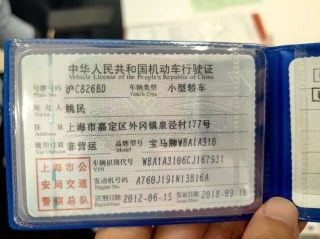 中华人民共和国机动车行驶证
Vehicle License of the People's Republic of China
号牌号码 沪C826BD 车辆类型 小型轿车
Plate No. Vehicle Type
所有人 姚民
Owner
住址 上海市嘉定区外冈镇泉泾村177号
Address
使用性质 非营运 品牌型号 宝马牌WBA1A310
Use Character Model
上海市公安局交通警察总队
车辆识别代号 WBA1A3106CJ167931
VIN
发动机号码 A760J191N13B16A
Engine No.
注册日期 2012-06-15 发证日期 2018-09-10
Register Date Issue Date